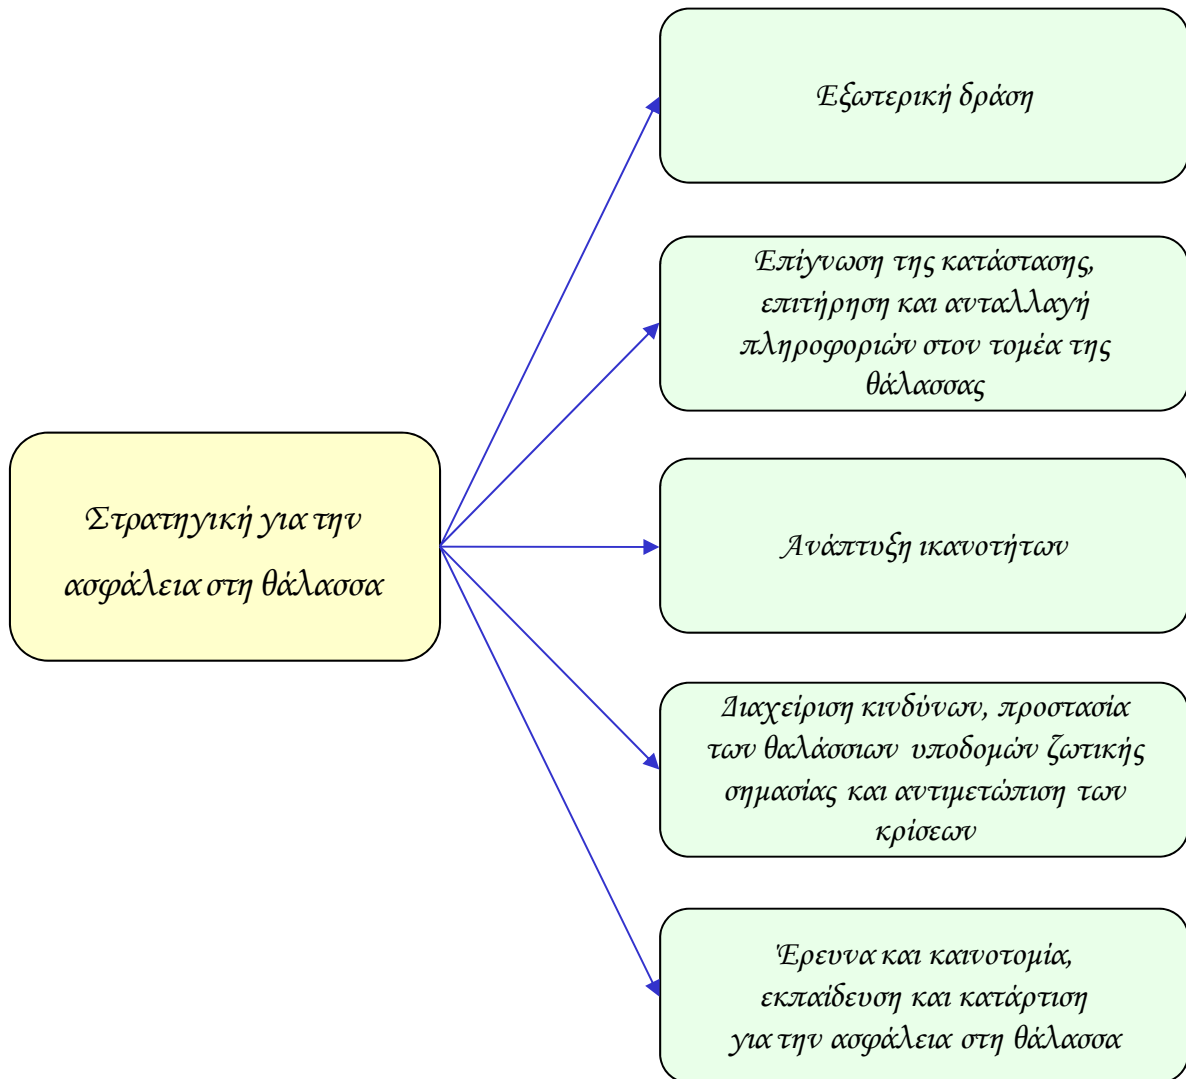 Εξωτερική δράση
Επίγνωση της κατάστασης,
επιτήρηση και ανταλλαγή
πληροφοριών στον τομέα της
θάλασσας
Στρατηγική για την
ασφάλεια στη θάλασσα
Ανάπτυξη ικανοτήτων
Διαχείριση κινδύνων, προστασία
των θαλάσσιων υποδομών ζωτικής
σημασίας και αντιμετώπιση των
κρίσεων
Έρευνα και καινοτομία,
εκπαίδευση και κατάρτιση
για την ασφάλεια στη θάλασσα